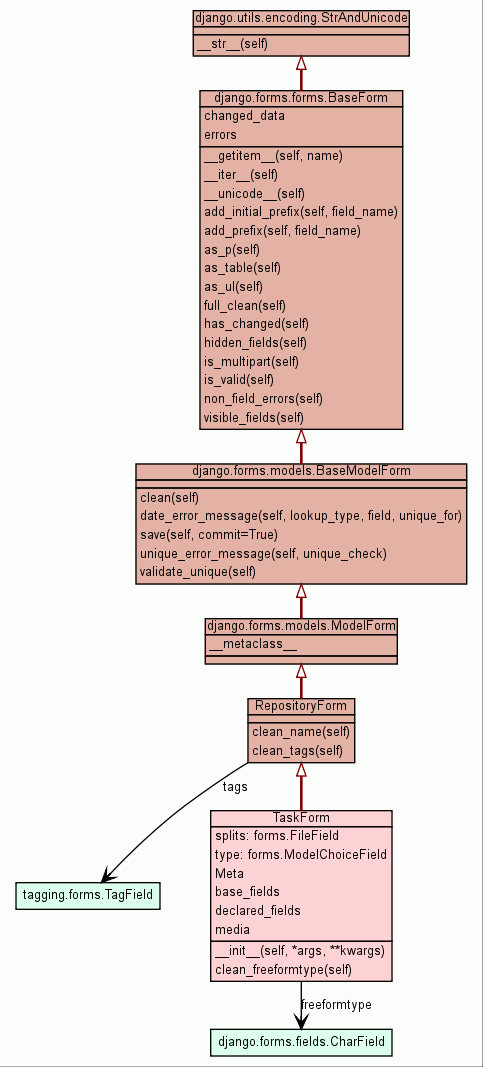 django.utils.encoding.StrAndUnicode
__str__(self)
django.forms.forms.BaseForm
changed_data
errors
__getitem__(self, name)
__iter__(self)
__unicode__(self)
add_initial_prefix(self, field_name)
add_prefix(self, field_name)
as_p(self)
as_table(self)
as_ul(self)
full_clean(self)
has_changed(self)
hidden_fields(self)
is_multipart(self)
is_valid(self)
non_field_errors(self)
visible_fields(self)
django.forms.models.BaseModelForm
clean(self)
date_error_message(self, lookup_type, field, unique_for)
save(self, commit=True)
unique_error_message(self, unique_check)
validate_unique(self)
django.forms.models.ModelForm
__metaclass__
RepositoryForm
clean_name(self)
clean_tags(self)
tags
TaskForm
splits: forms.FileField
type: forms.ModelChoiceField
Meta
base_fields
declared_fields
media
__init__(self, *args, **kwargs)
clean_freeformtype(self)
tagging.forms.TagField
freeformtype
django.forms.fields.CharField